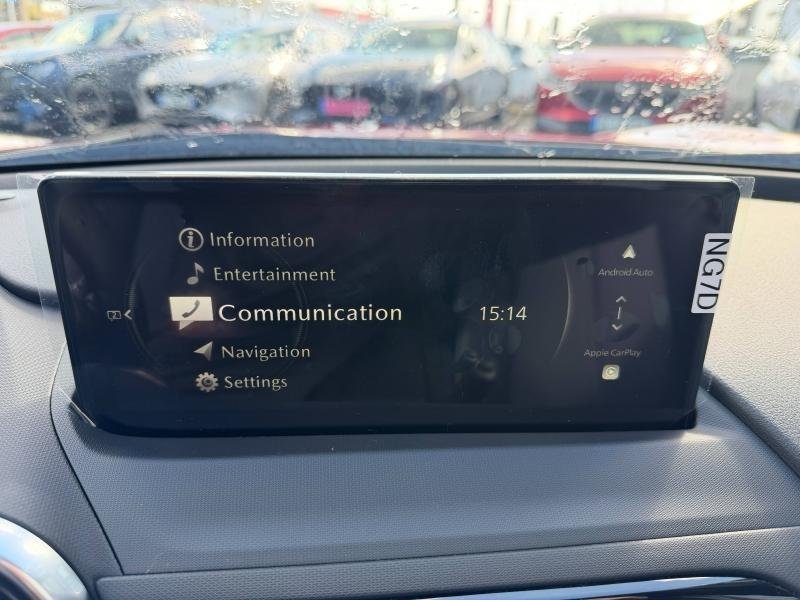 Information
Entertainment
Communication
Navigation
Settings
15:14
Android Auto
Apple CarPlay
NG7D